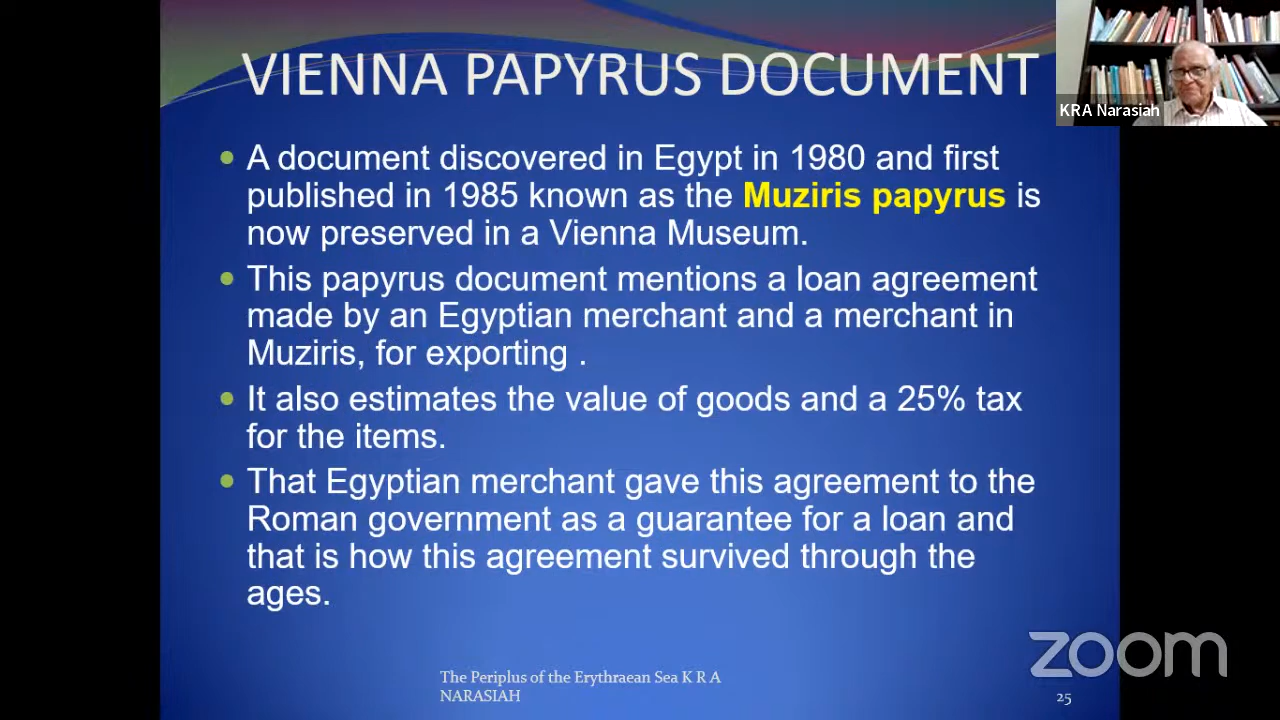 VIENNA PAPYRUS DOCUMENT
KRA Narasiah
• A document discovered in Egypt in 1980 and first
published in 1985 known as the Muziris papyrus is
now preserved in a Vienna Museum.
• This papyrus document mentions a loan agreement
made by an Egyptian merchant and a merchant in
Muziris, for exporting .
• It also estimates the value of goods and a 25% tax
for the items.
• That Egyptian merchant gave this agreement to the
Roman government as a guarantee for a loan and
that is how this agreement survived through the
ages.
zoom
The Periplus of the Erythraean Sea K R A
NARASIAH
25